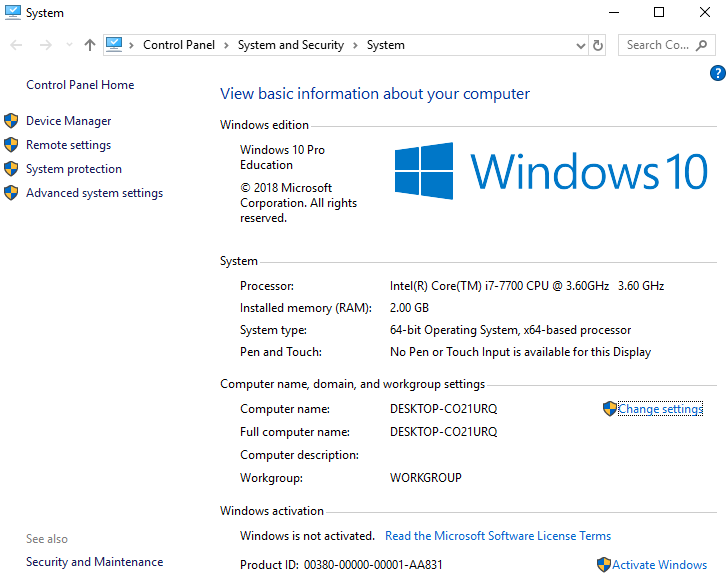 System
Control Panel > System and Security > System
Search Co...
?
Control Panel Home
Device Manager
Remote settings
System protection
Advanced system settings
View basic information about your computer
Windows edition
Windows 10 Pro
Education
© 2018 Microsoft
Corporation. All rights
reserved.
Windows 10
System
Processor: Intel(R) Core(TM) i7-7700 CPU @ 3.60GHz 3.60 GHz
Installed memory (RAM): 2.00 GB
System type: 64-bit Operating System, x64-based processor
Pen and Touch: No Pen or Touch Input is available for this Display
Computer name, domain, and workgroup settings
Computer name: DESKTOP-CO21URQ Change settings
Full computer name: DESKTOP-CO21URQ
Computer description:
Workgroup: WORKGROUP
Windows activation
Windows is not activated. Read the Microsoft Software License Terms
Product ID: 00380-00000-00001-AA831 Activate Windows
See also
Security and Maintenance